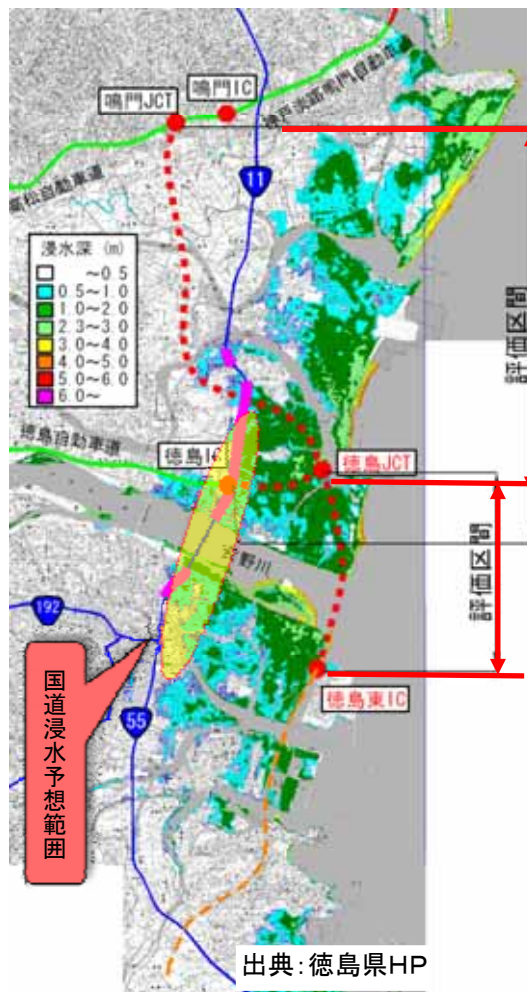 鳴門JCT
鳴門IC
神戸淡路鳴門自動車道
高松自動車道
11
浸水深 (m)
~0.5
0.5~1.0
1.0~2.0
2.3~3.0
3.0~4.0
4.0~5.0
5.0~6.0
6.0~
評価区間
徳島自動車道
徳島IC
徳島JCT
評価区間
野川
192
徳島東IC
国道浸水予想範囲
55
出典:徳島県HP